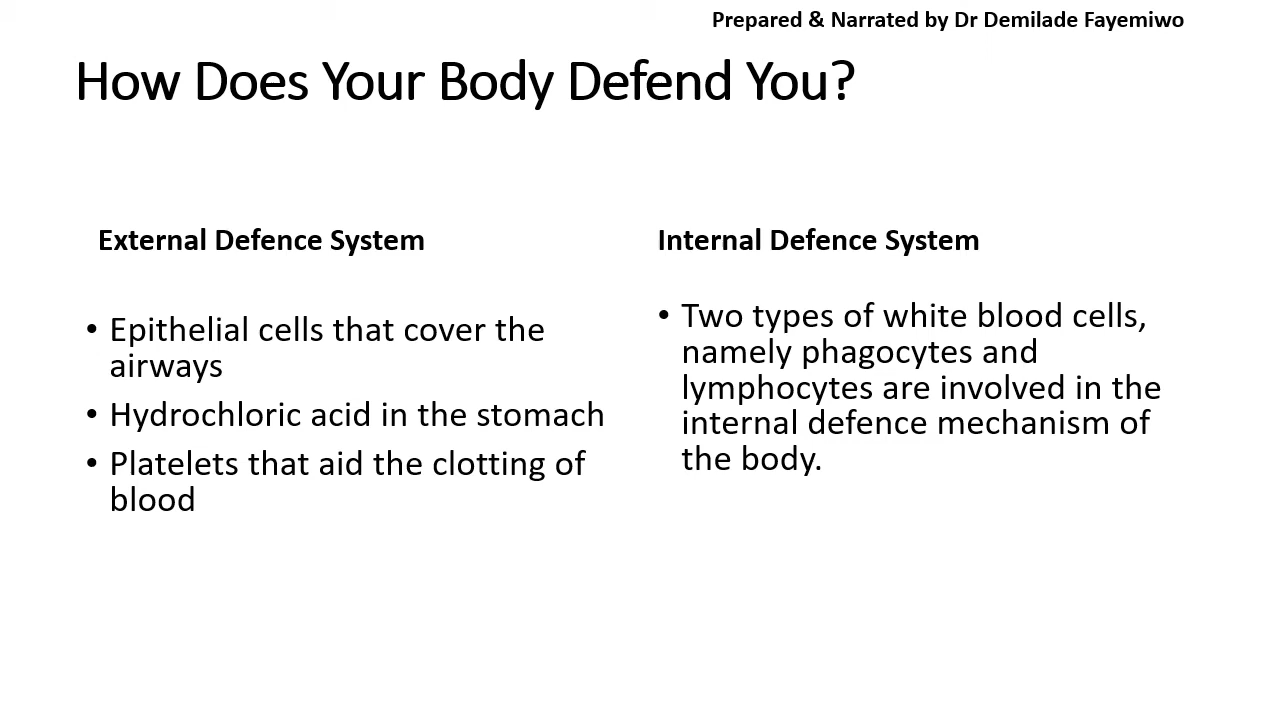 Prepared & Narrated by Dr Demilade Fayemiwo
How Does Your Body Defend You?
External Defence System
• Epithelial cells that cover the
airways
• Hydrochloric acid in the stomach
• Platelets that aid the clotting of
blood
Internal Defence System
• Two types of white blood cells,
namely phagocytes and
lymphocytes are involved in the
internal defence mechanism of
the body.